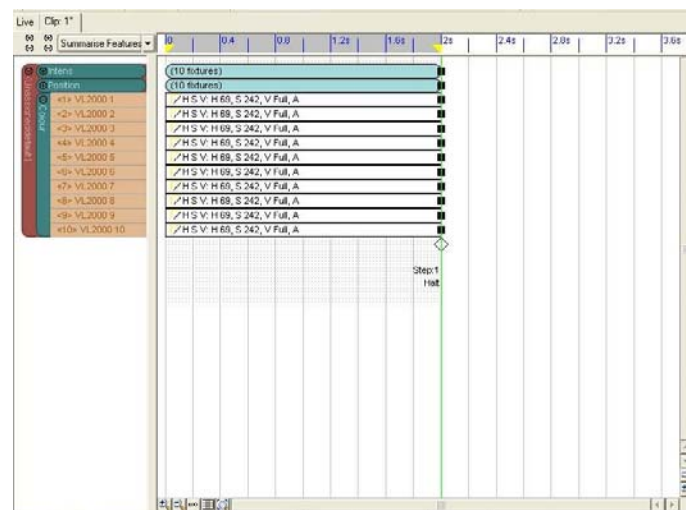 Live Clip: 1*
Summarise Features 0 0.4 0.8 1.2s 1.6s 2s 2.4s 2.8s 3.2s 3.6s
Intens (10 fixtures)
Position (10 fixtures)
Colour
<1> VL2000 1 H S V: H 69, S 242, V Full, A
<2> VL2000 2 H S V: H 69, S 242, V Full, A
<3> VL2000 3 H S V: H 69, S 242, V Full, A
<4> VL2000 4 H S V: H 69, S 242, V Full, A
<5> VL2000 5 H S V: H 69, S 242, V Full, A
<6> VL2000 6 H S V: H 69, S 242, V Full, A
<7> VL2000 7 H S V: H 69, S 242, V Full, A
<8> VL2000 8 H S V: H 69, S 242, V Full, A
<9> VL2000 9 H S V: H 69, S 242, V Full, A
<10> VL2000 10 H S V: H 69, S 242, V Full, A
Step:1
Halt